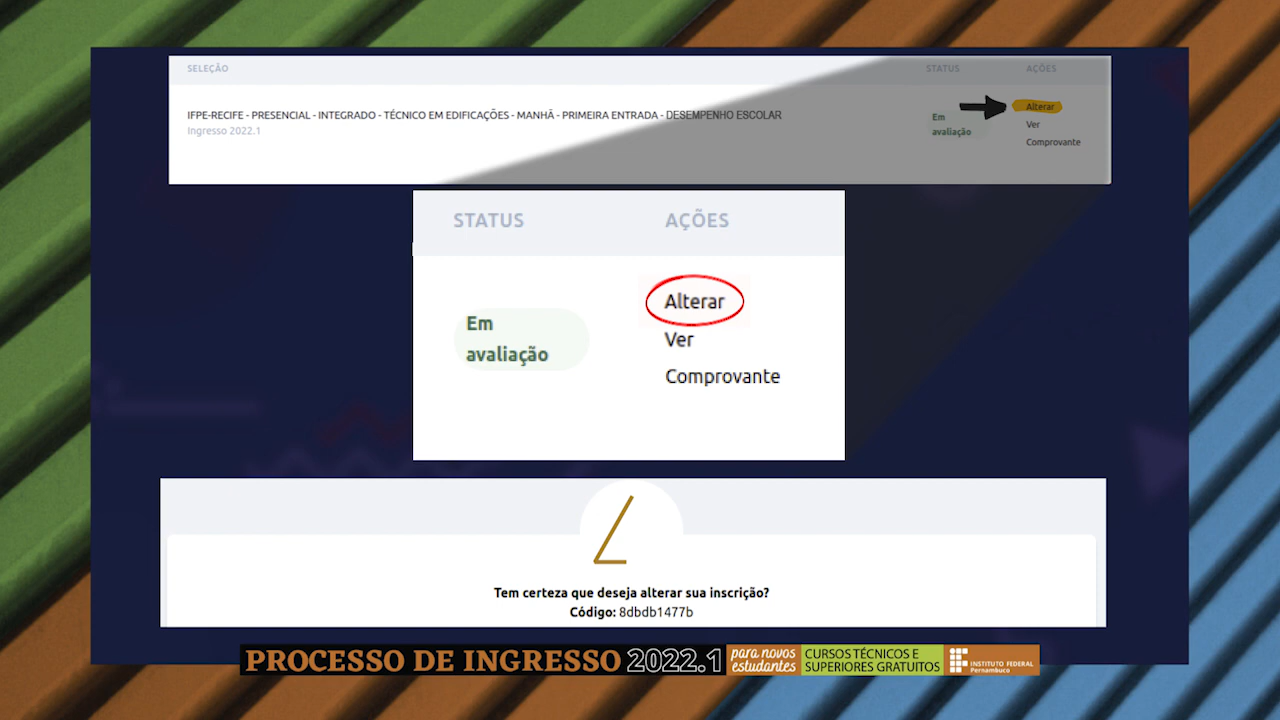 SELEÇÃO STATUS AÇÕES
IFPE-RECIFE - PRESENCIAL - INTEGRADO - TÉCNICO EM EDIFICAÇÕES - MANHÃ - PRIMEIRA ENTRADA - DESEMPENHO ESCOLAR
Ingresso 2022.1
Em
avaliação
Alterar
Ver
Comprovante
STATUS AÇÕES
Em
avaliação
Alterar
Ver
Comprovante
Tem certeza que deseja alterar sua inscrição?
Código: 8dbdb1477b
PROCESSO DE INGRESSO 2022.1
para novos
estudantes
CURSOS TÉCNICOS E
SUPERIORES GRATUITOS
INSTITUTO FEDERAL
Pernambuco